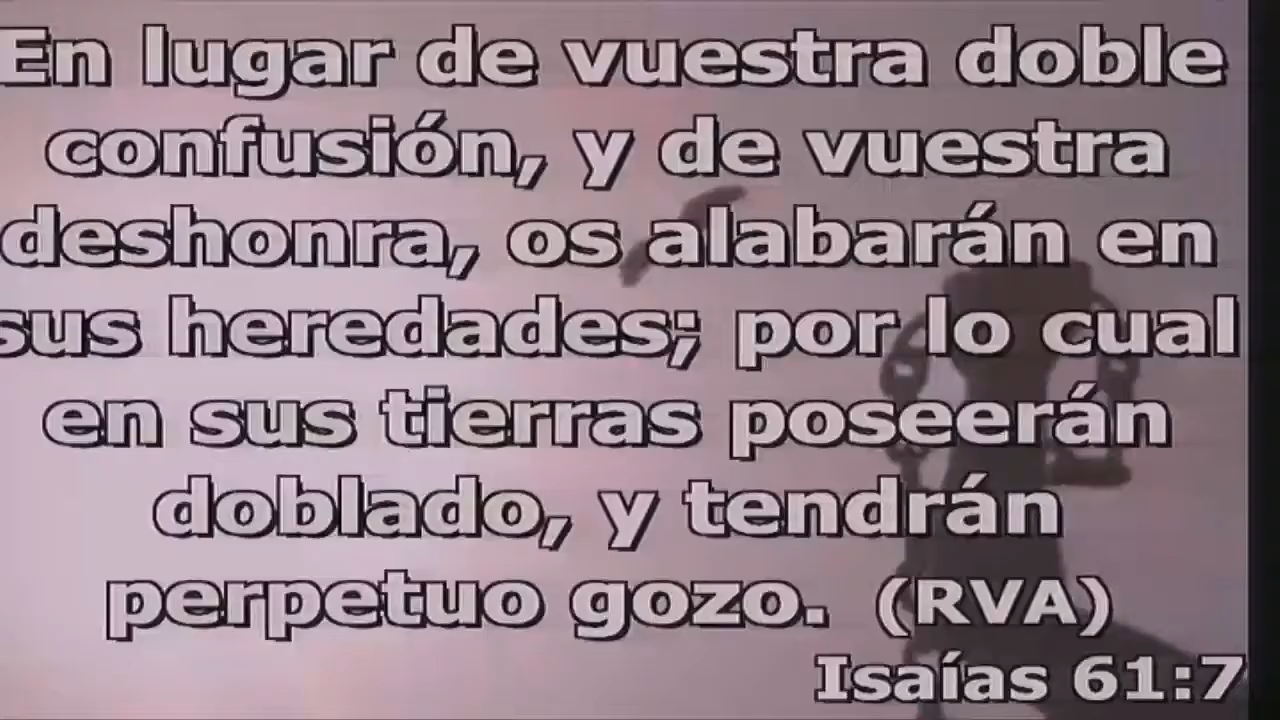 En lugar de vuestra doble
confusión, y de vuestra
deshonra, os alabarán en
sus heredades; por lo cual
en sus tierras poseerán
doblado, y tendrán
perpetuo gozo. (RVA)
Isaías 61:7